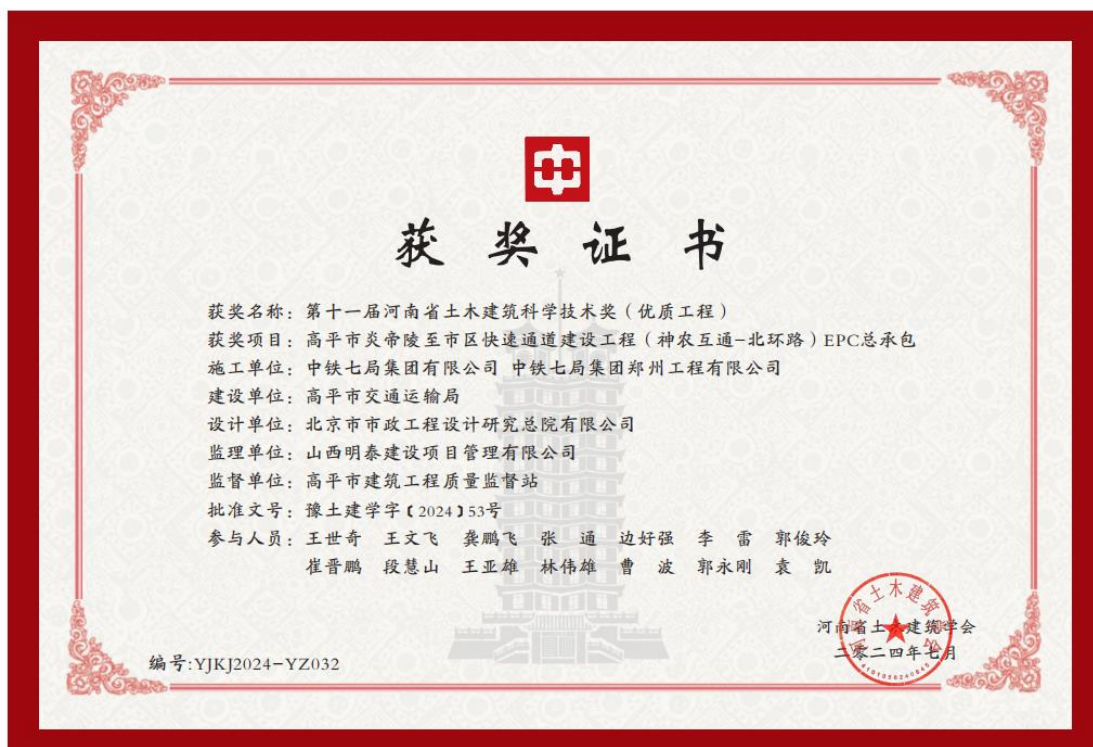 获奖证书
获奖名称：第十一届河南省土木建筑科学技术奖（优质工程）
获奖项目：高平市炎帝陵至市区快速通道建设工程（神农互通-北环路）EPC总承包
施工单位：中铁七局集团有限公司 中铁七局集团郑州工程有限公司
建设单位：高平市交通运输局
设计单位：北京市市政工程设计研究总院有限公司
监理单位：山西明泰建设项目管理有限公司
监督单位：高平市建筑工程质量监督站
批准文号：豫土建学字【2024】53号
参与人员：王世奇 王文飞 龚鹏飞 张 通 边好强 李 雷 郭俊玲
崔晋鹏 段慧山 王亚雄 林伟雄 曹 波 郭永刚 袁 凯
河南省土木建筑学会
二零二四年七月
编号:YJKJ2024-YZ032
河南省土木建筑学会